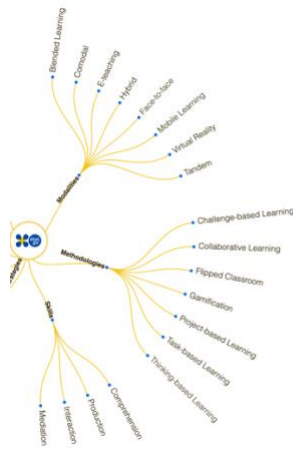 Blended Learning
Comodal
E-teaching
Hybrid
Face-to-face
Mobile Learning
Virtual Reality
Tandem
Modalities
Challenge-based Learning
Collaborative Learning
Flipped Classroom
Gamification
Project-based Learning
Task-based Learning
Thinking-based Learning
Methodologies
Skills
Comprehension
Production
Interaction
Mediation